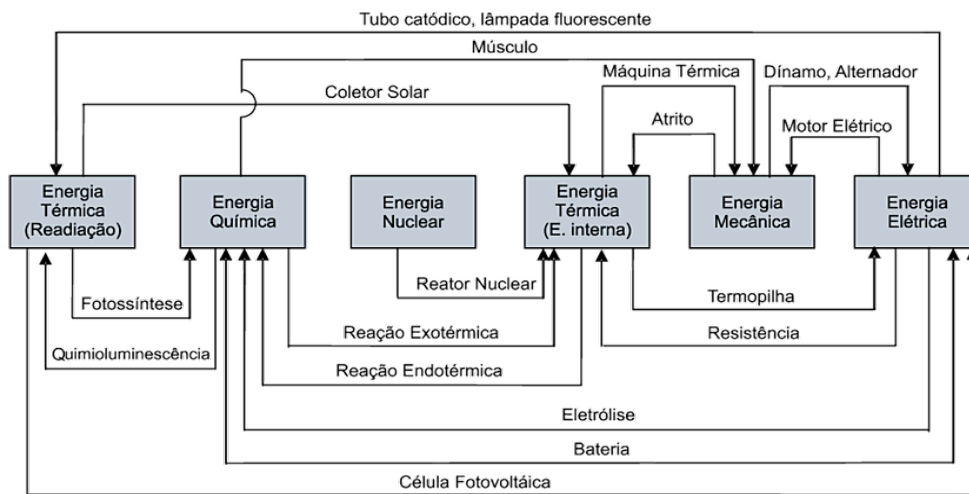 Tubo catódico, lâmpada fluorescente
Músculo
Máquina Térmica
Dínamo, Alternador
Coletor Solar
Atrito
Motor Elétrico
Energia
Térmica
(Readiação)
Energia
Química
Energia
Nuclear
Energia
Térmica
(E. interna)
Energia
Mecânica
Energia
Elétrica
Fotossíntese
Reator Nuclear
Termopilha
Quimioluminescência
Reação Exotérmica
Resistência
Reação Endotérmica
Eletrólise
Bateria
Célula Fotovoltáica